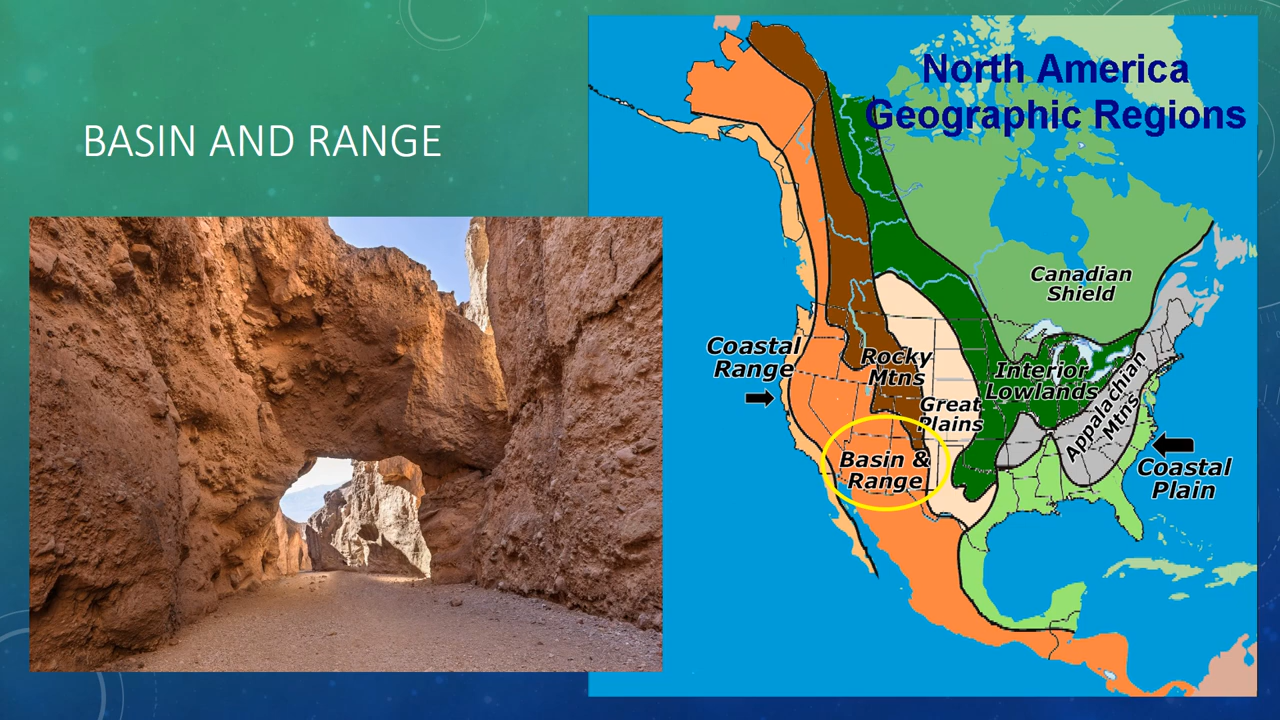 BASIN AND RANGE
North America
Geographic Regions
Canadian
Shield
Coastal
Range
Rocky
Mtns
Interior
Lowlands
Great
Plains
Appalachian
Mtns
Basin &
Range
Coastal
Plain